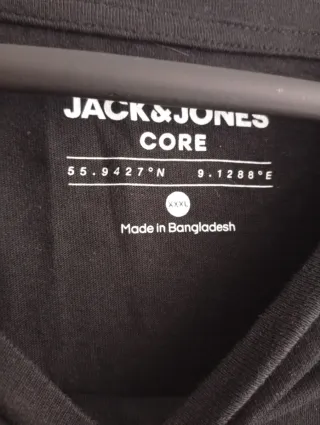 JACK&JONES
CORE
55.9427°N 9.1288°E
XXXL
Made in Bangladesh